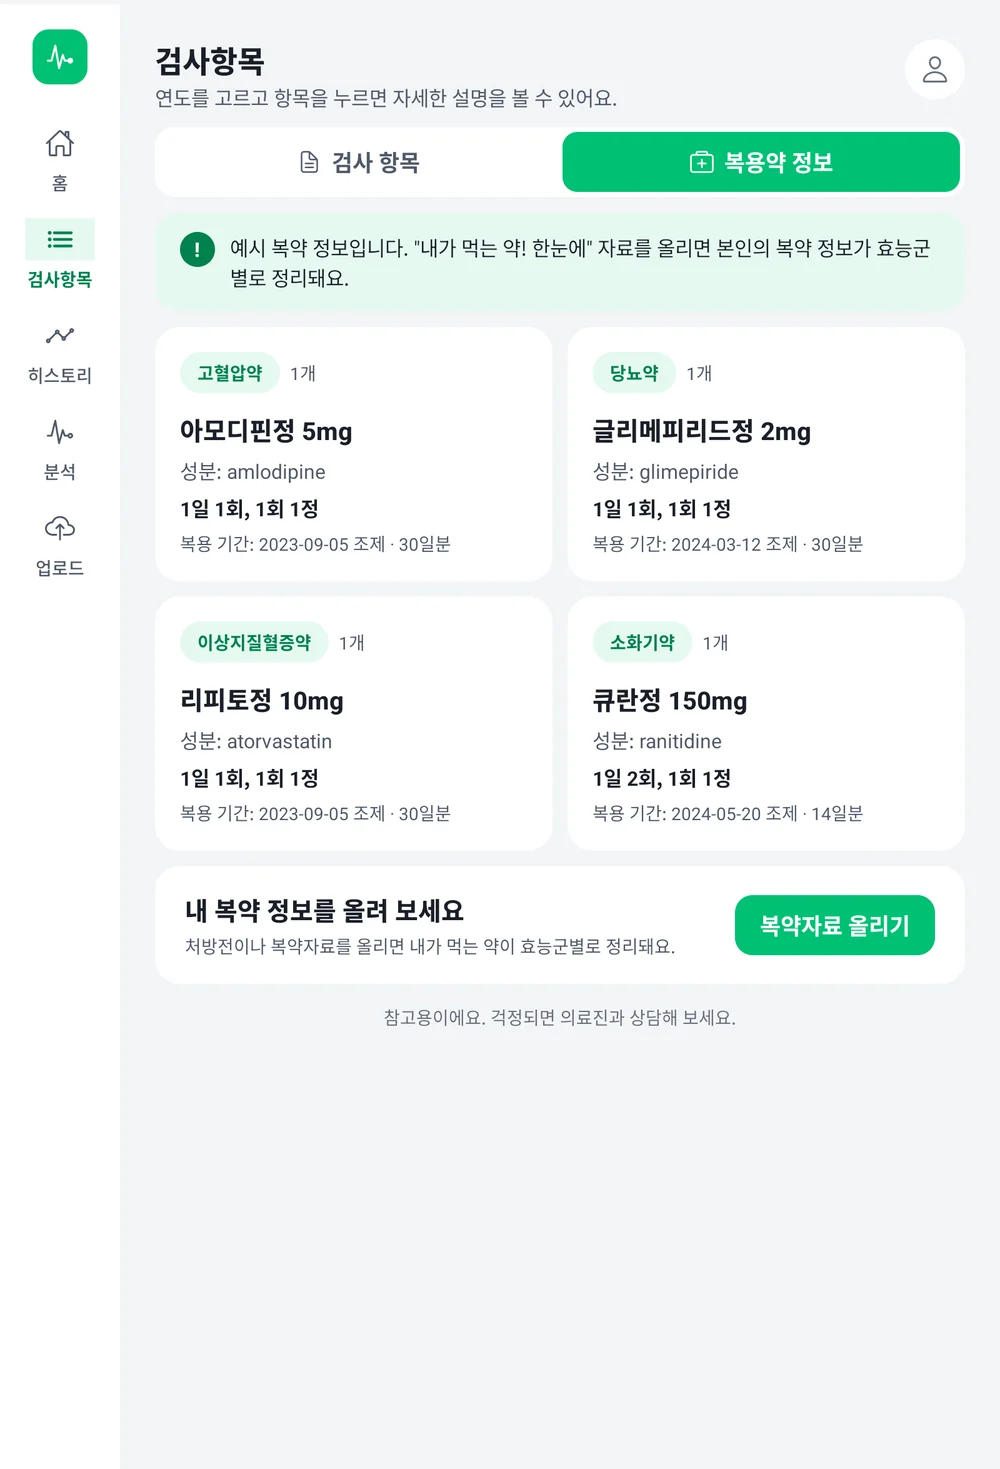 검사항목
연도를 고르고 항목을 누르면 자세한 설명을 볼 수 있어요.
홈
검사항목
히스토리
분석
업로드
검사 항목
복용약 정보
예시 복약 정보입니다. "내가 먹는 약! 한눈에" 자료를 올리면 본인의 복약 정보가 효능군
별로 정리돼요.
고혈압약 1개
아모디핀정 5mg
성분: amlodipine
1일 1회, 1회 1정
복용 기간: 2023-09-05 조제 · 30일분
당뇨약 1개
글리메피리드정 2mg
성분: glimepiride
1일 1회, 1회 1정
복용 기간: 2024-03-12 조제 · 30일분
이상지질혈증약 1개
리피토정 10mg
성분: atorvastatin
1일 1회, 1회 1정
복용 기간: 2023-09-05 조제 · 30일분
소화기약 1개
큐란정 150mg
성분: ranitidine
1일 2회, 1회 1정
복용 기간: 2024-05-20 조제 · 14일분
내 복약 정보를 올려 보세요
처방전이나 복약자료를 올리면 내가 먹는 약이 효능군별로 정리돼요.
복약자료 올리기
참고용이에요. 걱정되면 의료진과 상담해 보세요.